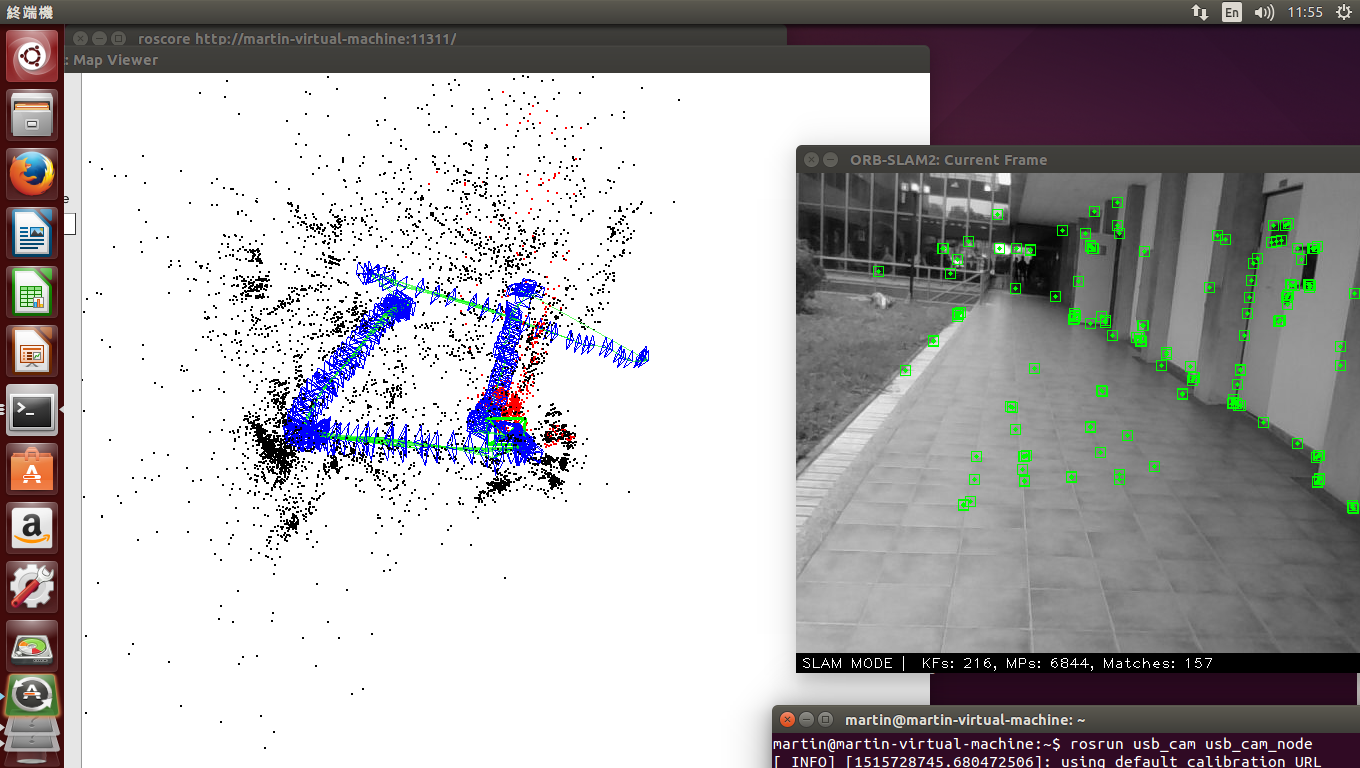 終端機
En
11:55
roscore http://martin-virtual-machine:11311/
: Map Viewer
e
ORB-SLAM2: Current Frame
SLAM MODE | KFs: 216, MPs: 6844, Matches: 157
martin@martin-virtual-machine: ~
martin@martin-virtual-machine:~$ rosrun usb_cam usb_cam_node
[ INFO] [1515728745.680472506]: using default calibration URL